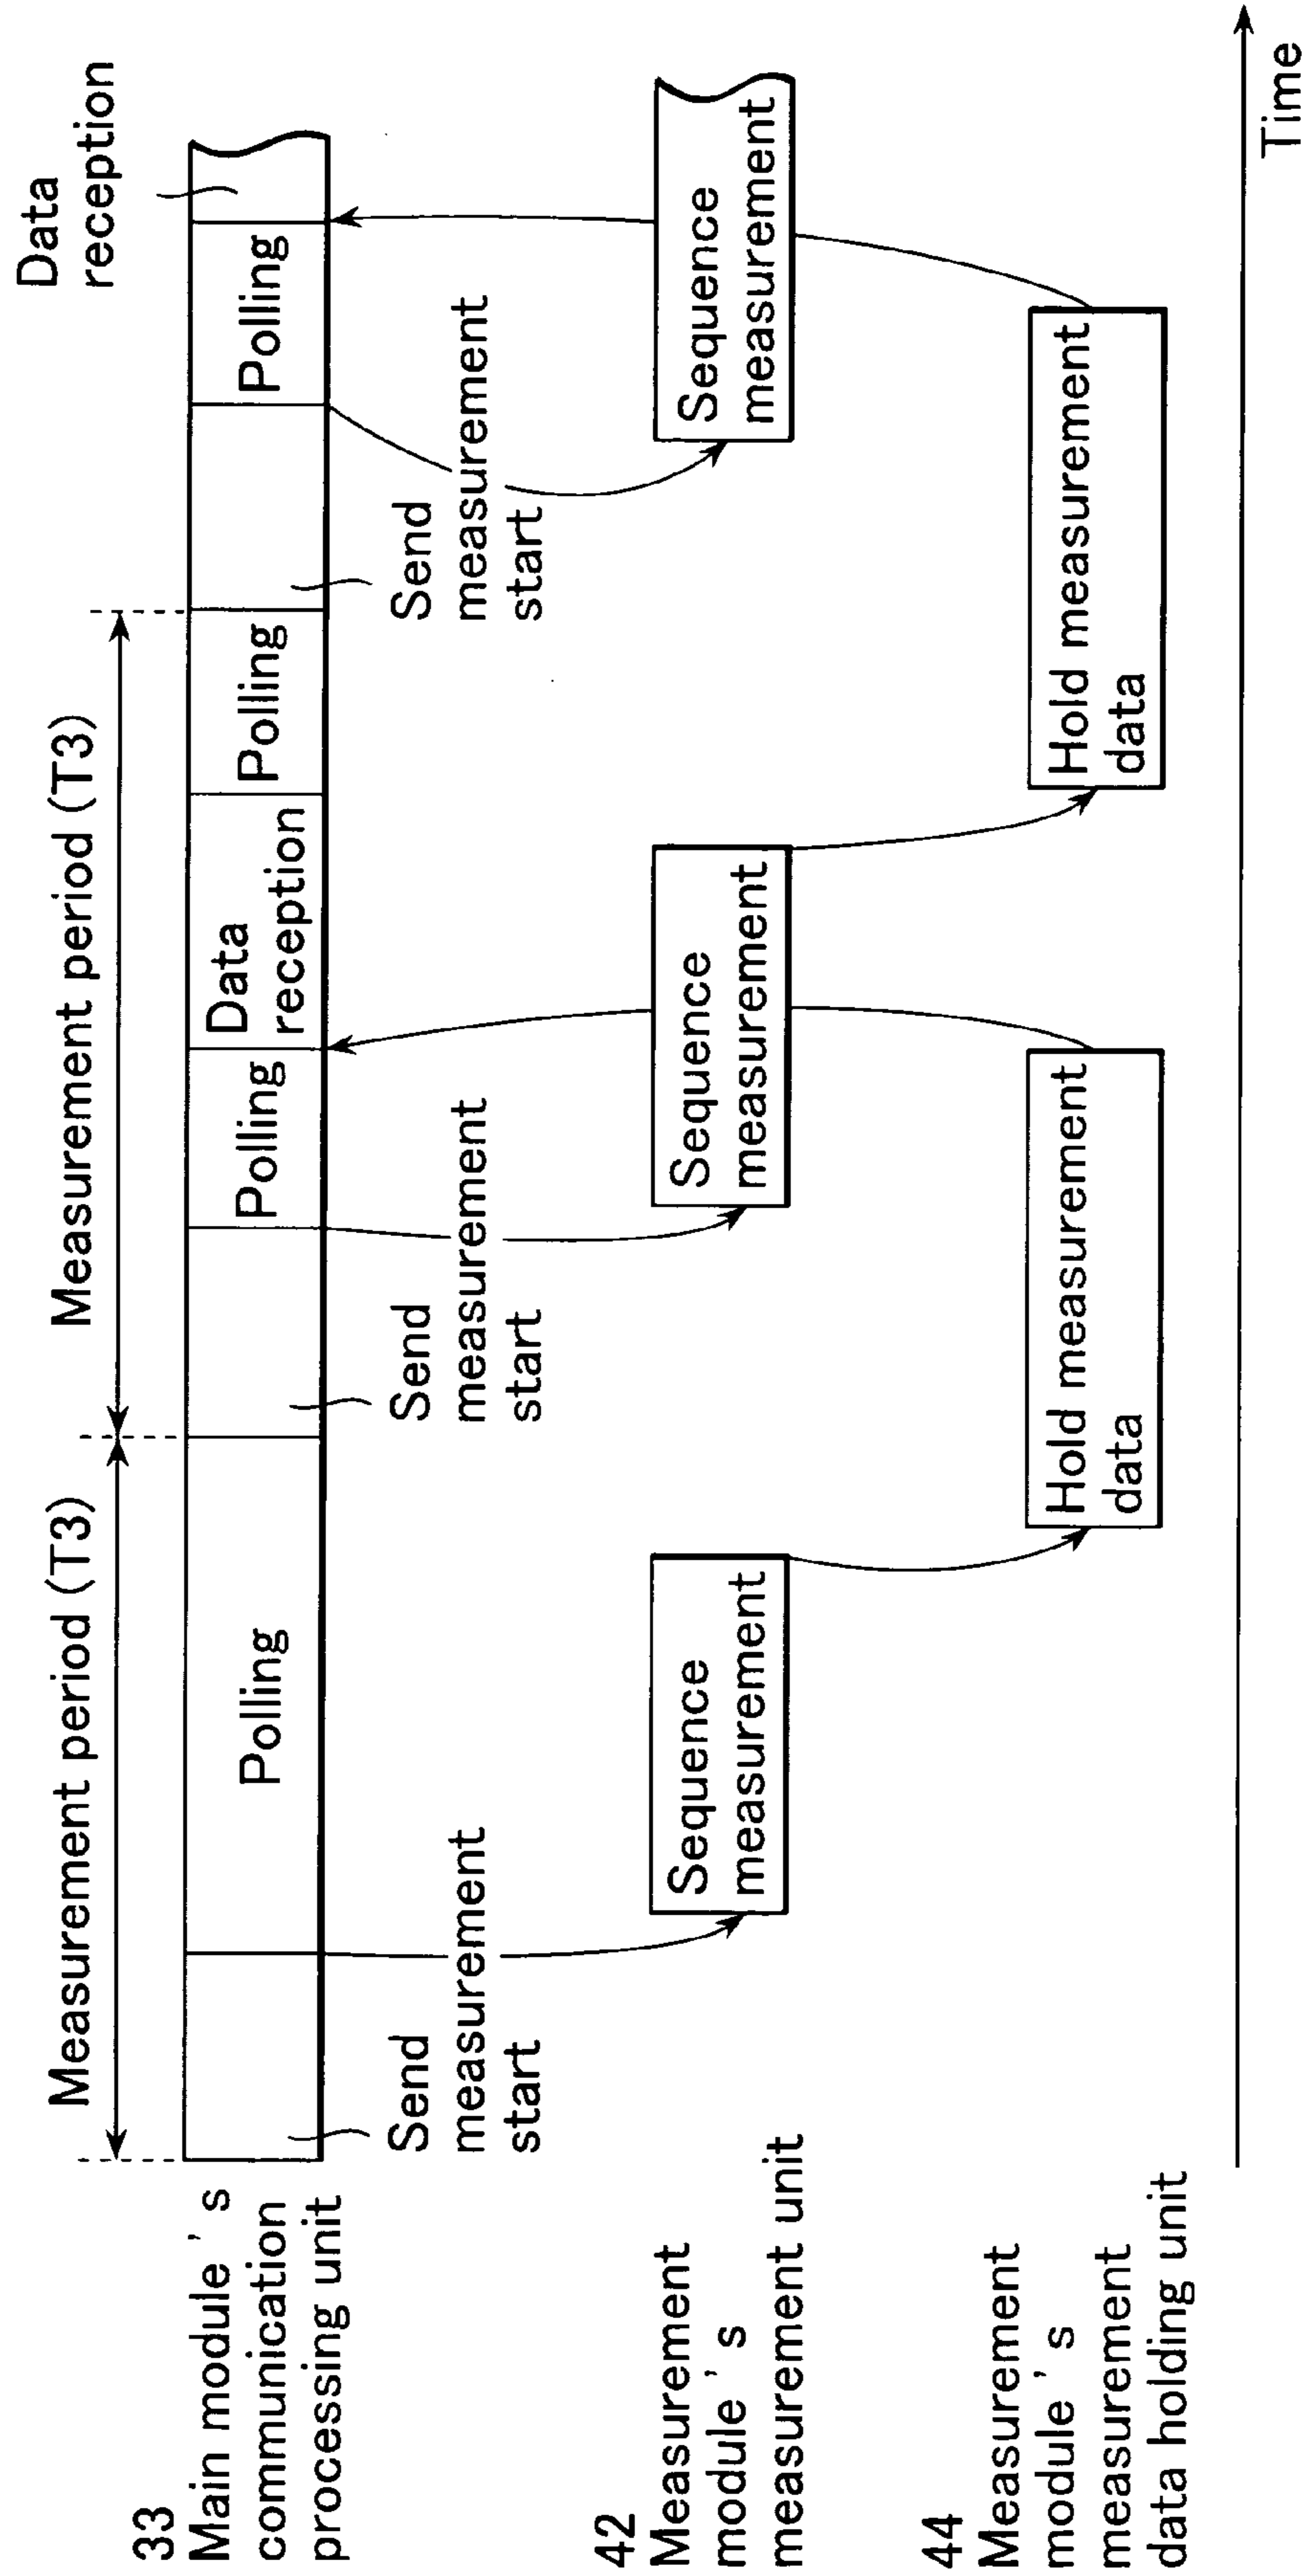 Measurement period (T3)
Measurement period (T3)
Data
reception
33
Main module's
communication
processing unit
Polling
Polling
Data
reception
Polling
Polling
Send
measurement
start
Send
measurement
start
Send
measurement
start
42
Measurement
module's
measurement unit
Sequence
measurement
Sequence
measurement
Sequence
measurement
44
Measurement
module's
measurement
data holding unit
Hold measurement
data
Hold measurement
data
Time